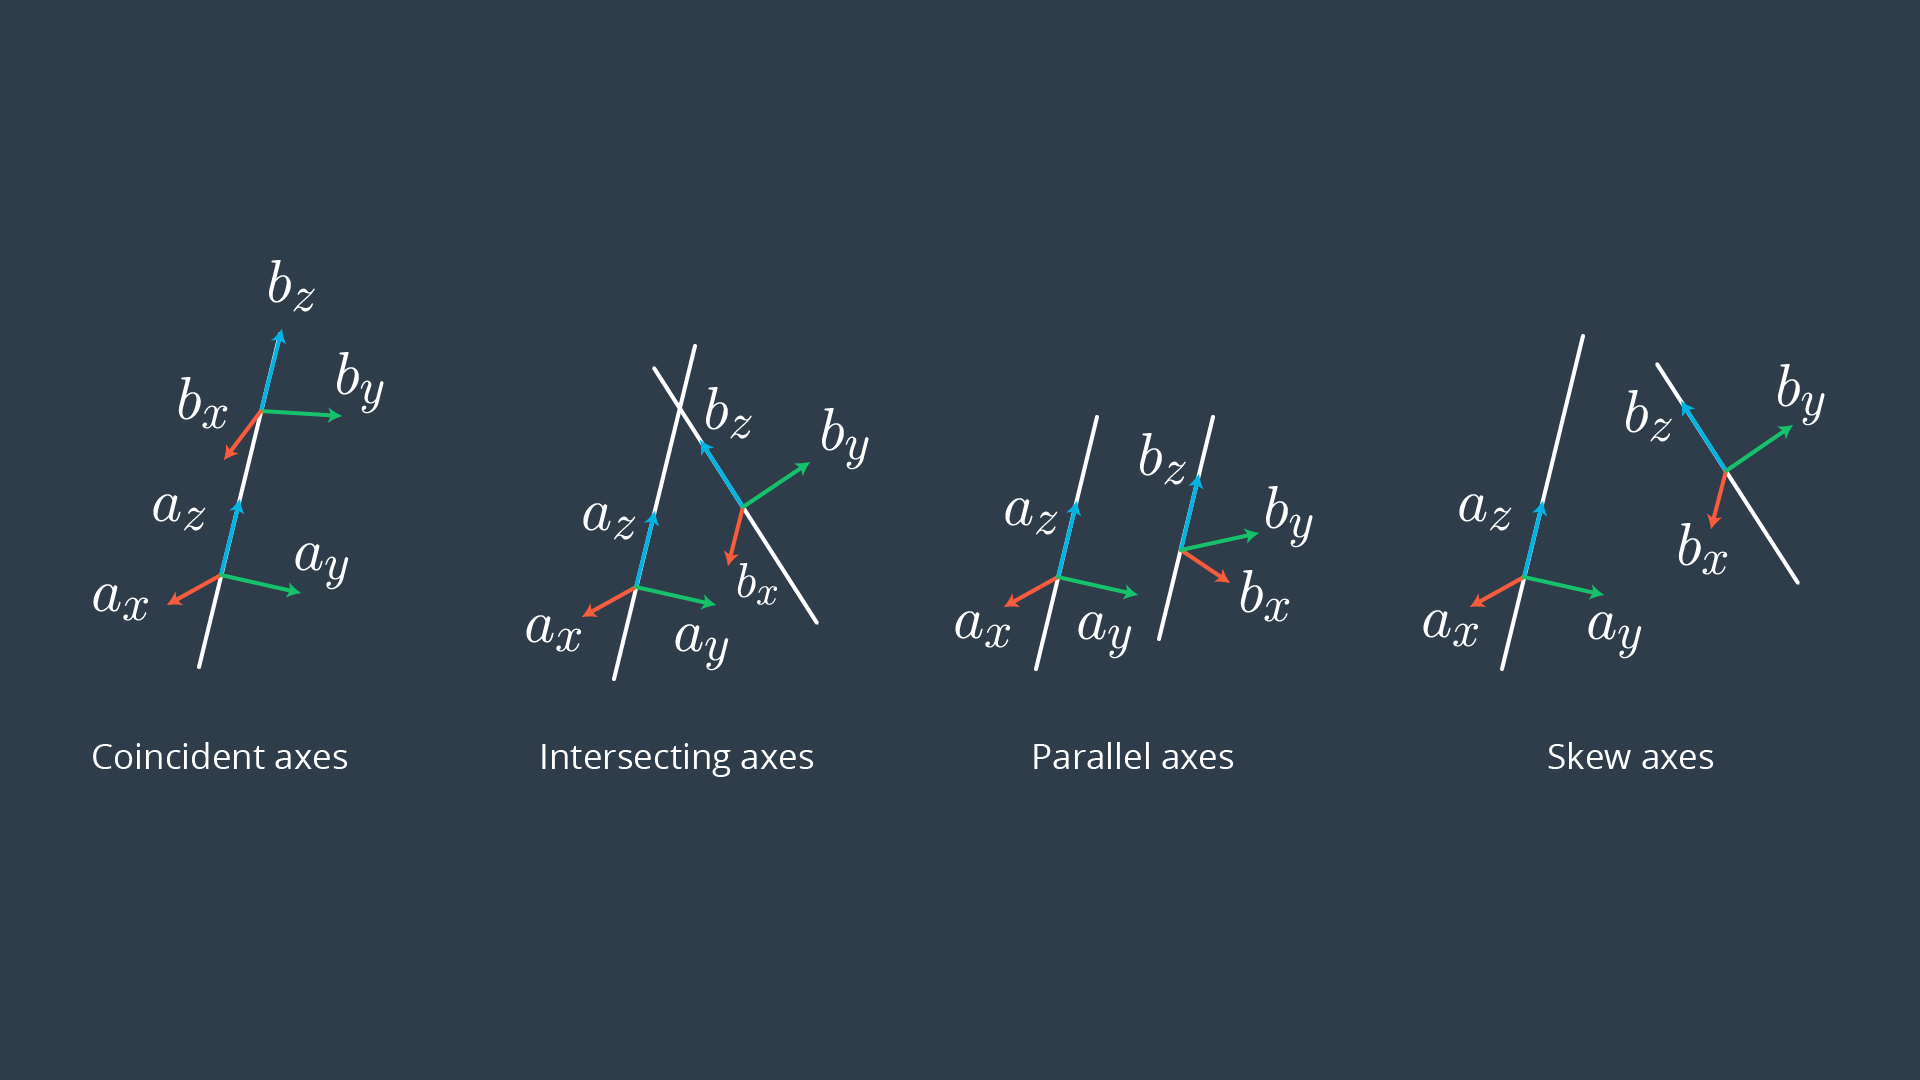 b_z
b_y
b_x
a_z
a_y
a_x
Coincident axes
b_z
b_y
a_z
b_x
a_x
a_y
Intersecting axes
b_z
a_z
b_y
b_x
a_x
a_y
Parallel axes
b_y
b_z
a_z
b_x
a_x
a_y
Skew axes